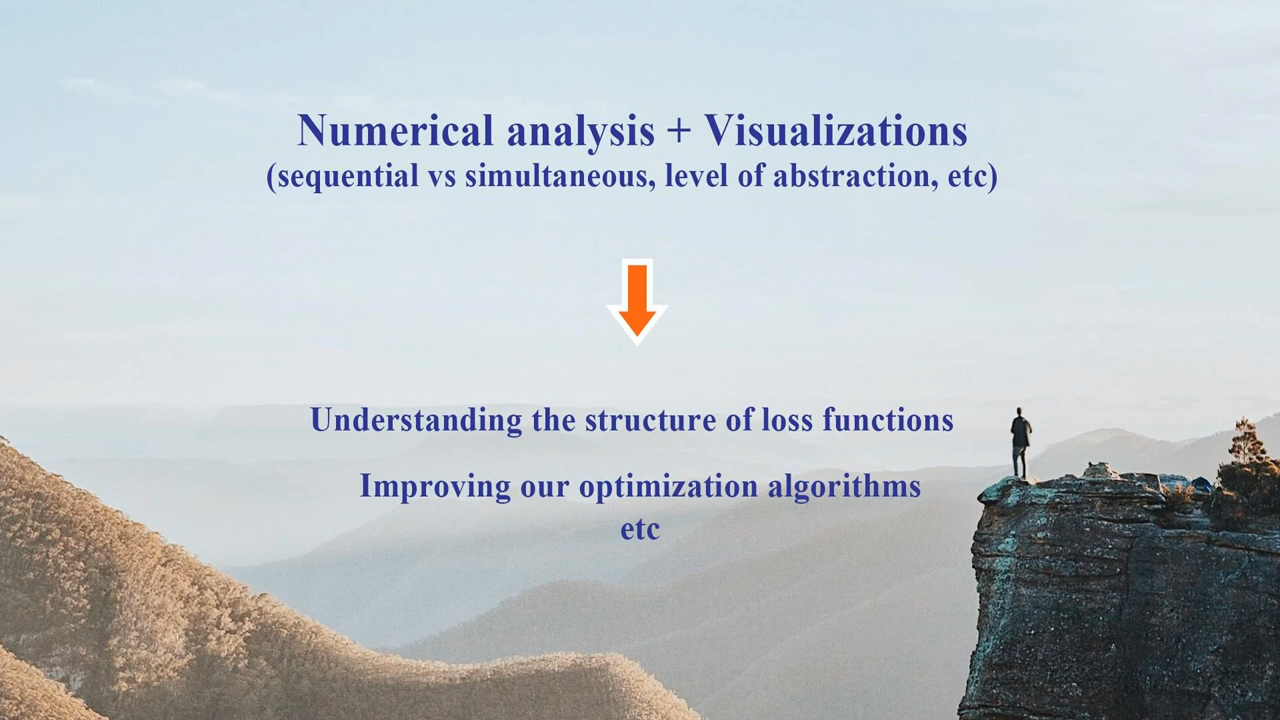 Numerical analysis + Visualizations
(sequential vs simultaneous, level of abstraction, etc)
Understanding the structure of loss functions
Improving our optimization algorithms
etc